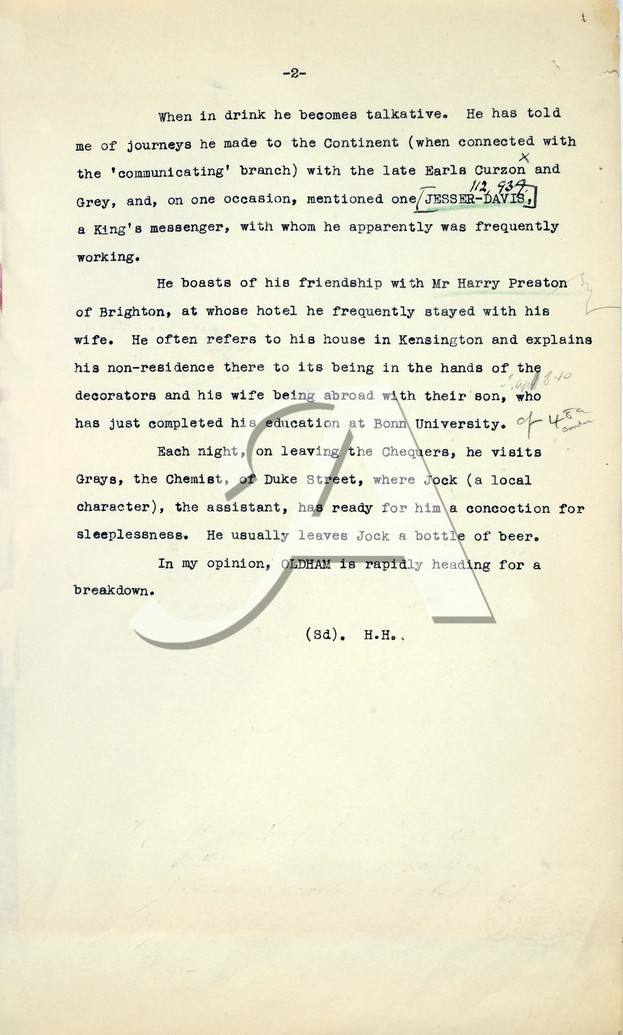 -2-
When in drink he becomes talkative. He has told
me of journeys he made to the Continent (when connected with
the 'communicating' branch) with the late Earls Curzon and
x
112, 934.
Grey, and, on one occasion, mentioned one [JESSER-DAVIS,]
a King's messenger, with whom he apparently was frequently
working.
He boasts of his friendship with Mr Harry Preston
of Brighton, at whose hotel he frequently stayed with his
wife. He often refers to his house in Kensington and explains
his non-residence there to its being in the hands of the
decorators and his wife being abroad with their son, who
has just completed his education at Bonn University.
Each night, on leaving the Chequers, he visits
Grays, the Chemist, of Duke Street, where Jock (a local
character), the assistant, has ready for him a concoction for
sleeplessness. He usually leaves Jock a bottle of beer.
In my opinion, OLDHAM is rapidly heading for a
breakdown.
(Sd). H.H.
A